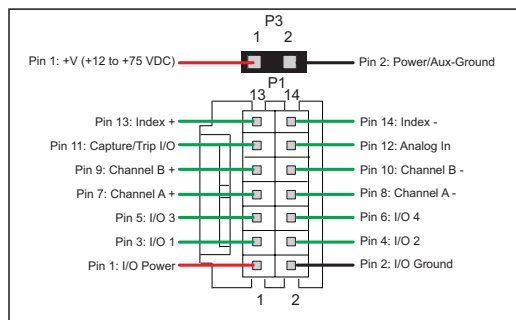 P3
1 2
Pin 1: +V (+12 to +75 VDC)
Pin 2: Power/Aux-Ground
P1
13 14
Pin 13: Index +
Pin 14: Index -
Pin 11: Capture/Trip I/O
Pin 12: Analog In
Pin 9: Channel B +
Pin 10: Channel B -
Pin 7: Channel A +
Pin 8: Channel A -
Pin 5: I/O 3
Pin 6: I/O 4
Pin 3: I/O 1
Pin 4: I/O 2
Pin 1: I/O Power
Pin 2: I/O Ground
1 2